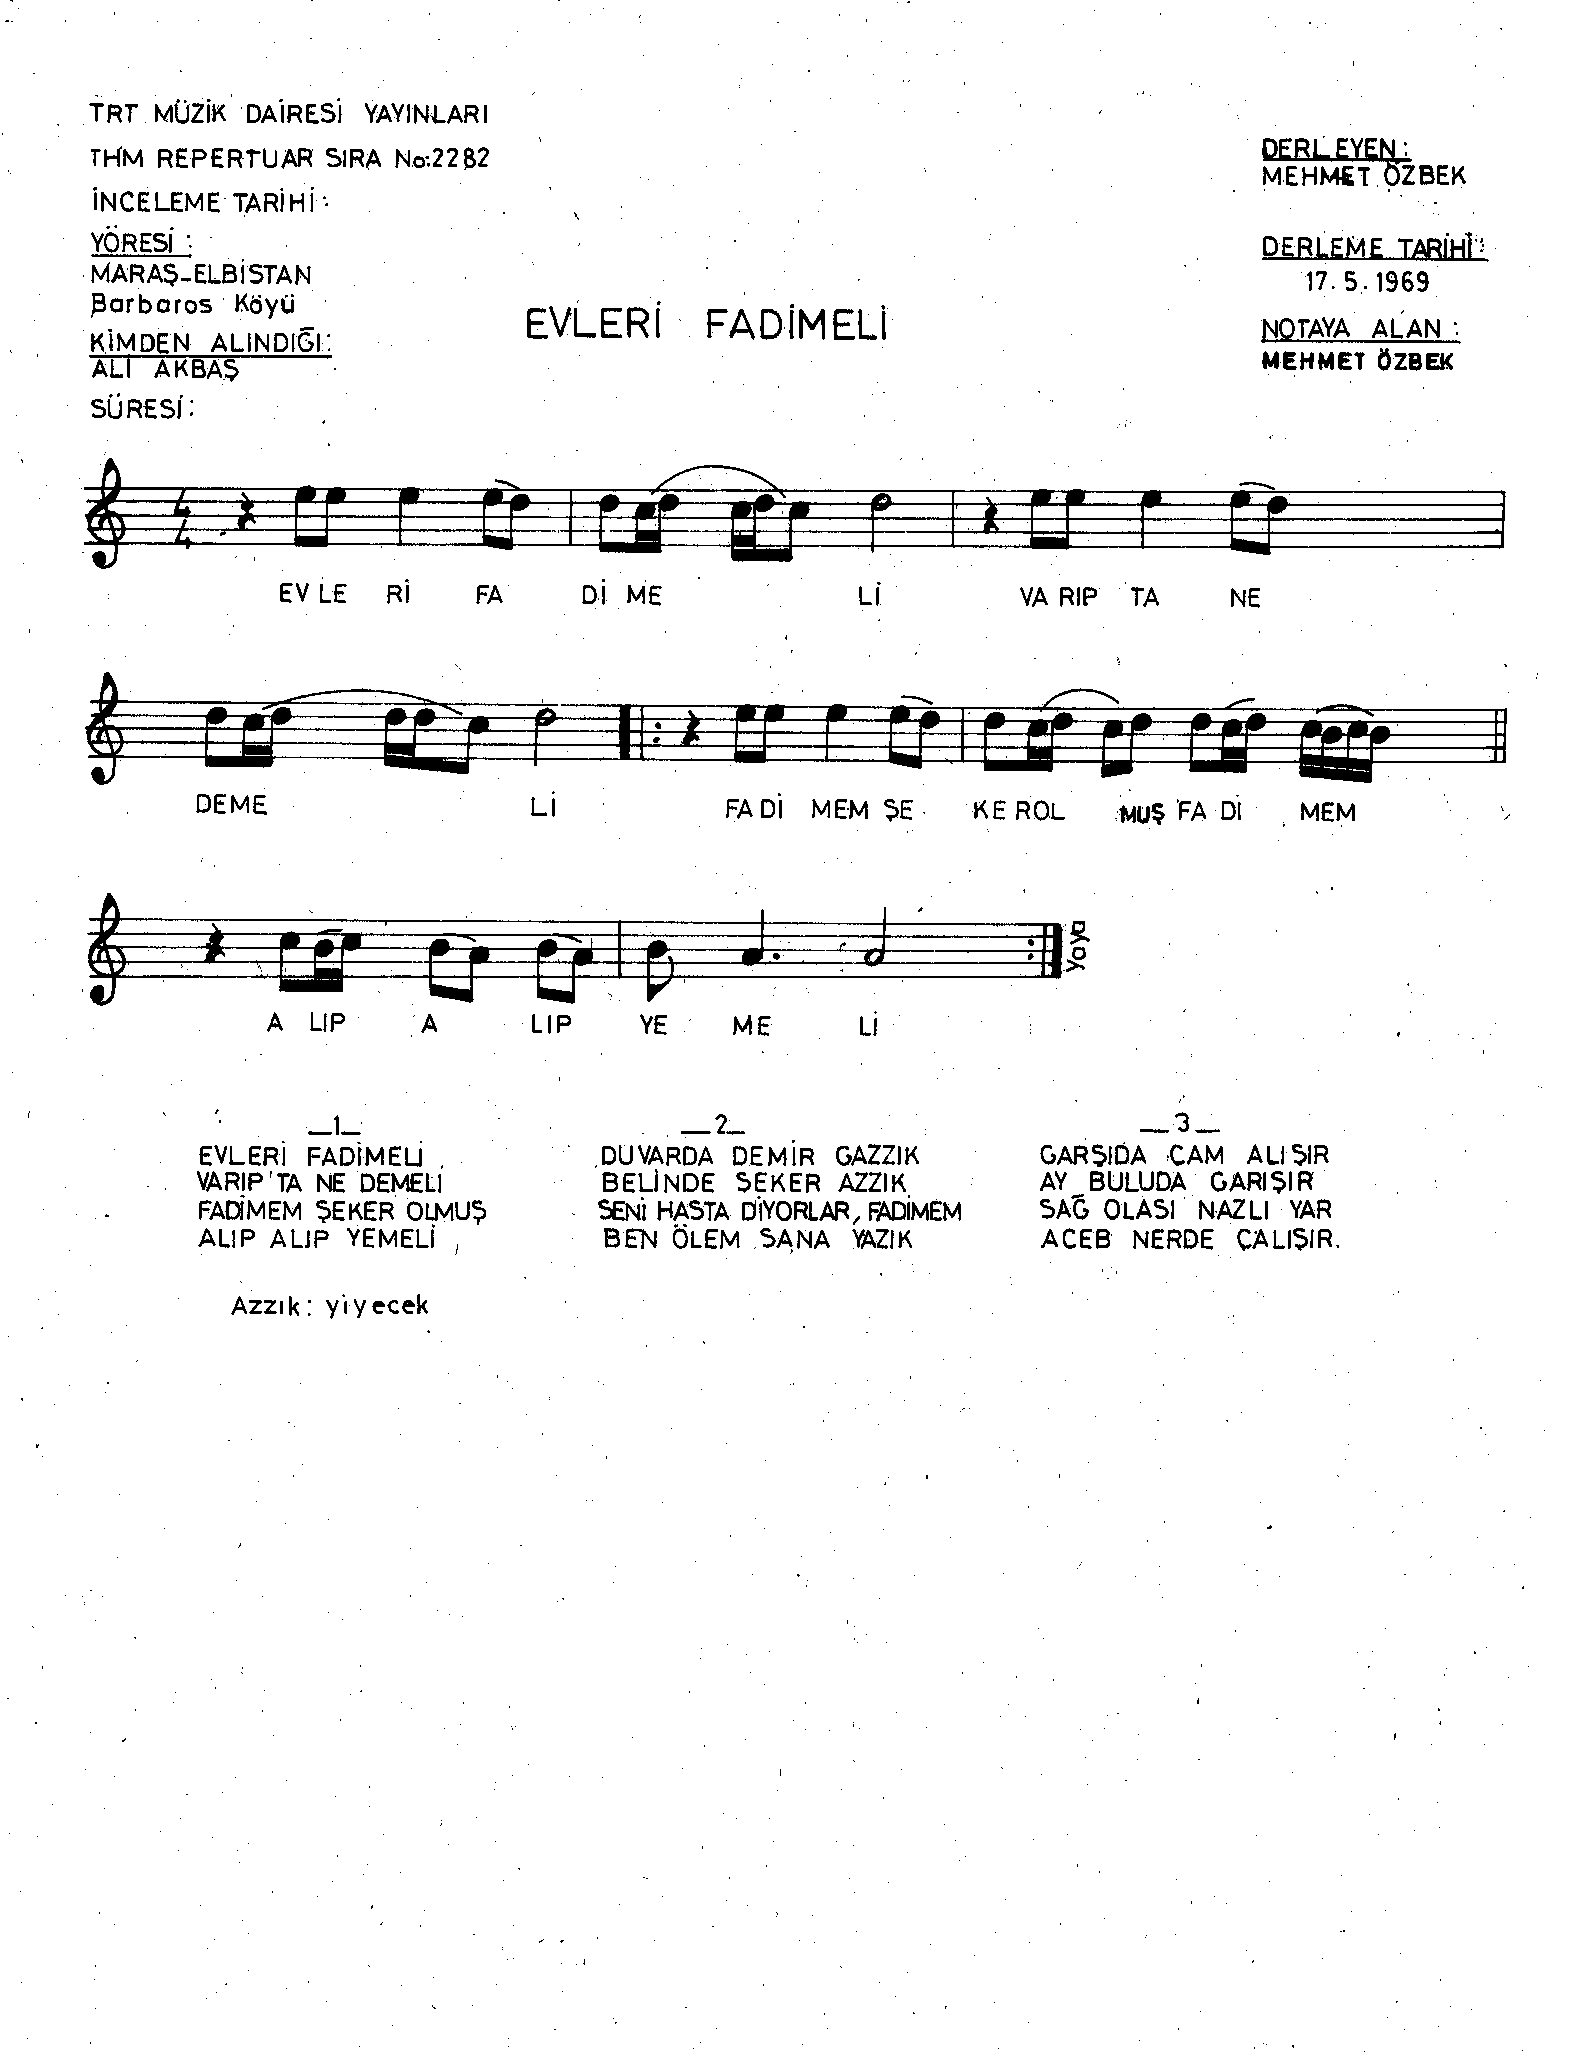 TRT MÜZİK DAİRESİ YAYINLARI
THM REPERTUAR SIRA No:2282
İNCELEME TARİHİ:
YÖRESİ:
MARAŞ-ELBİSTAN
Barbaros Köyü
KİMDEN ALINDIĞI:
ALİ AKBAŞ
SÜRESİ:
DERLEYEN:
MEHMET ÖZBEK
DERLEME TARİHİ:
17.5.1969
NOTAYA ALAN:
MEHMET ÖZBEK
EVLERİ FADİMELİ
4
4
EV LE Rİ FA Dİ ME Lİ VA RIP TA NE
DEME Lİ FA Dİ MEM ŞE KE ROL MUŞ FA Dİ MEM
A LIP A LIP YE ME Lİ
Yaya
_1_
EVLERİ FADİMELİ
VARIP'TA NE DEMELİ
FADİMEM ŞEKER OLMUŞ
ALIP ALIP YEMELİ
Azzık: yiyecek
_2_
DUVARDA DEMİR GAZZIK
BELİNDE ŞEKER AZZIK
SENİ HASTA DİYORLAR, FADİMEM
BEN ÖLEM SANA YAZIK
_3_
GARŞIDA ÇAM ALIŞIR
AY BULUDA GARIŞIR
SAĞ OLASI NAZLI YAR
ACEB NERDE ÇALIŞIR.